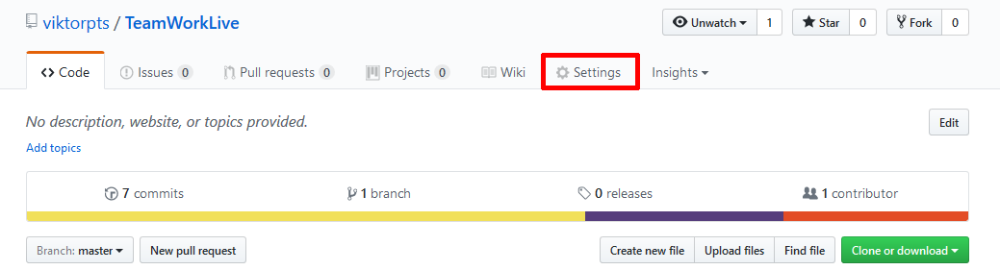 viktorpts / TeamWorkLive Unwatch 1 Star 0 Fork 0
Code Issues 0 Pull requests 0 Projects 0 Wiki Settings Insights
No description, website, or topics provided. Edit
Add topics
7 commits 1 branch 0 releases 1 contributor
Branch: master New pull request Create new file Upload files Find file Clone or download